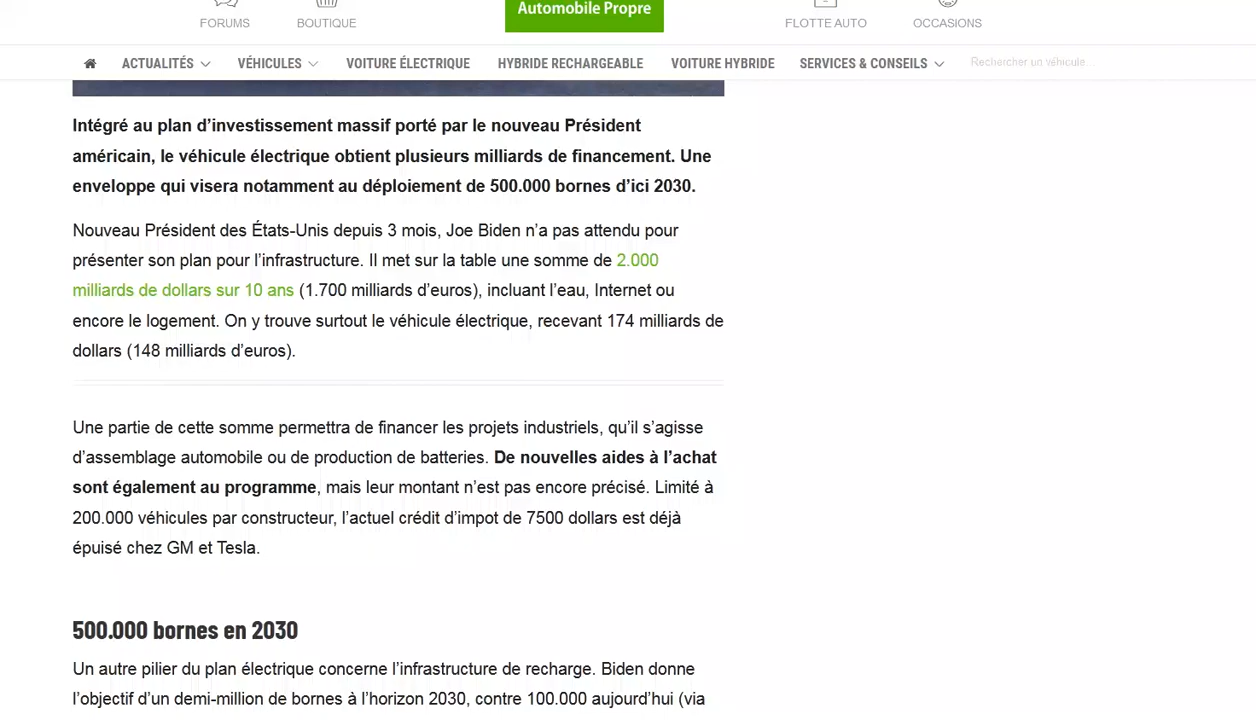 FORUMS
BOUTIQUE
Automobile Propre
FLOTTE AUTO
OCCASIONS
ACTUALITÉS
VÉHICULES
VOITURE ÉLECTRIQUE
HYBRIDE RECHARGEABLE
VOITURE HYBRIDE
SERVICES & CONSEILS
Rechercher un véhicule...
Intégré au plan d’investissement massif porté par le nouveau Président
américain, le véhicule électrique obtient plusieurs milliards de financement. Une
enveloppe qui visera notamment au déploiement de 500.000 bornes d’ici 2030.
Nouveau Président des États-Unis depuis 3 mois, Joe Biden n’a pas attendu pour
présenter son plan pour l’infrastructure. Il met sur la table une somme de 2.000
milliards de dollars sur 10 ans (1.700 milliards d’euros), incluant l’eau, Internet ou
encore le logement. On y trouve surtout le véhicule électrique, recevant 174 milliards de
dollars (148 milliards d’euros).
Une partie de cette somme permettra de financer les projets industriels, qu’il s’agisse
d’assemblage automobile ou de production de batteries. De nouvelles aides à l’achat
sont également au programme, mais leur montant n’est pas encore précisé. Limité à
200.000 véhicules par constructeur, l’actuel crédit d’impot de 7500 dollars est déjà
épuisé chez GM et Tesla.
500.000 bornes en 2030
Un autre pilier du plan électrique concerne l’infrastructure de recharge. Biden donne
l’objectif d’un demi-million de bornes à l’horizon 2030, contre 100.000 aujourd’hui (via